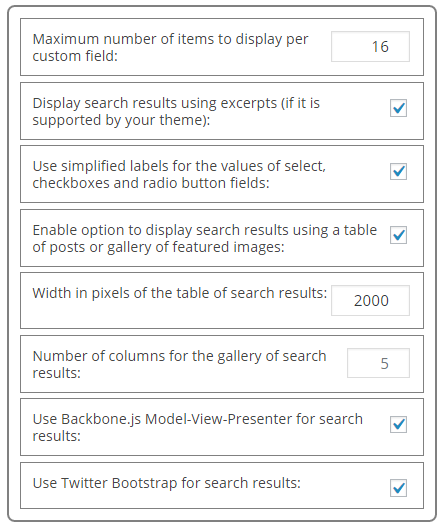 Maximum number of items to display per
custom field:
16
Display search results using excerpts (if it is
supported by your theme):
Use simplified labels for the values of select,
checkboxes and radio button fields:
Enable option to display search results using a table
of posts or gallery of featured images:
Width in pixels of the table of search results:
2000
Number of columns for the gallery of search
results:
5
Use Backbone.js Model-View-Presenter for search
results:
Use Twitter Bootstrap for search results: